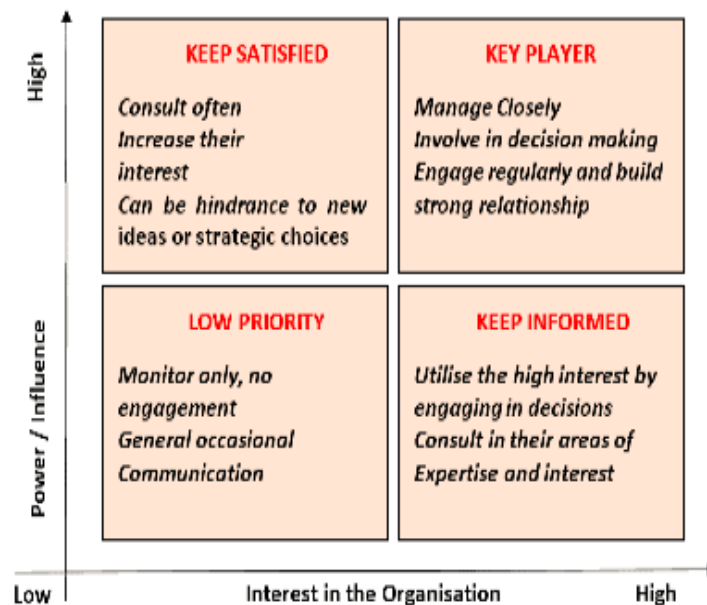 High
KEEP SATISFIED
Consult often
Increase their
interest
Can be hindrance to new
ideas or strategic choices
KEY PLAYER
Manage Closely
Involve in decision making
Engage regularly and build
strong relationship
Power / Influence
LOW PRIORITY
Monitor only, no
engagement
General occasional
Communication
KEEP INFORMED
Utilise the high interest by
engaging in decisions
Consult in their areas of
Expertise and interest
Low
Interest in the Organisation
High